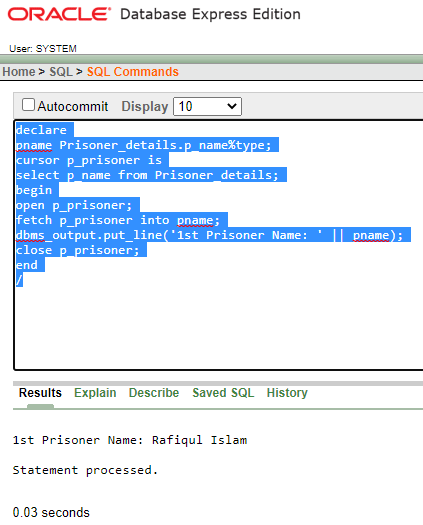 ORACLE® Database Express Edition
User: SYSTEM
Home > SQL > SQL Commands
Autocommit Display 10
declare
pname Prisoner_details.p_name%type;
cursor p_prisoner is
select p_name from Prisoner_details;
begin
open p_prisoner;
fetch p_prisoner into pname;
dbms_output.put_line('1st Prisoner Name: ' || pname);
close p_prisoner;
end
/
Results Explain Describe Saved SQL History
1st Prisoner Name: Rafiqul Islam
Statement processed.
0.03 seconds